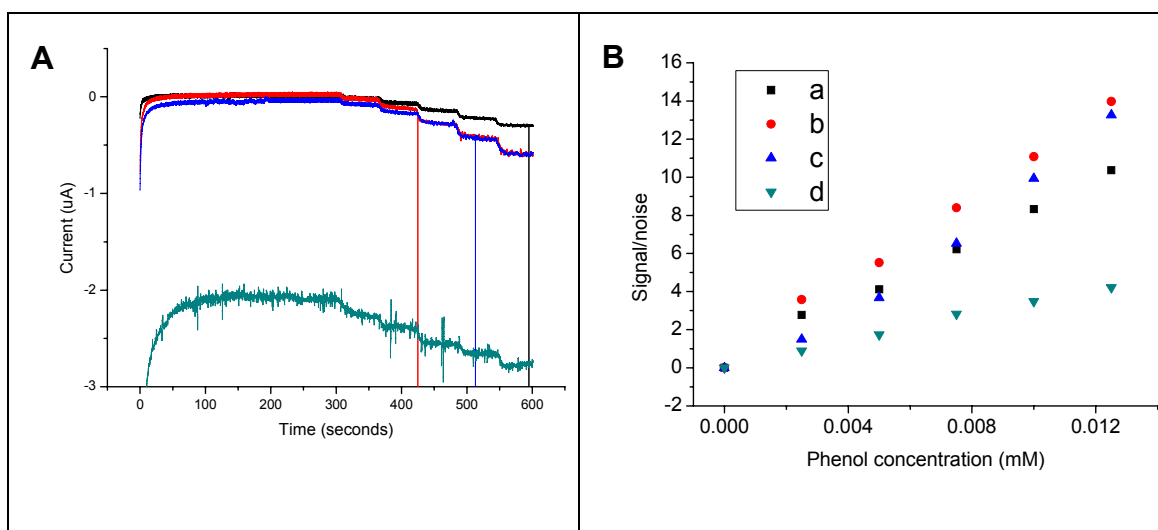 A
0
-1
-2
-3
Current (uA)
0 100 200 300 400 500 600
Time (seconds)
B
16
14
12
10
8
6
4
2
0
-2
Signal/noise
a
b
c
d
0.000 0.004 0.008 0.012
Phenol concentration (mM)